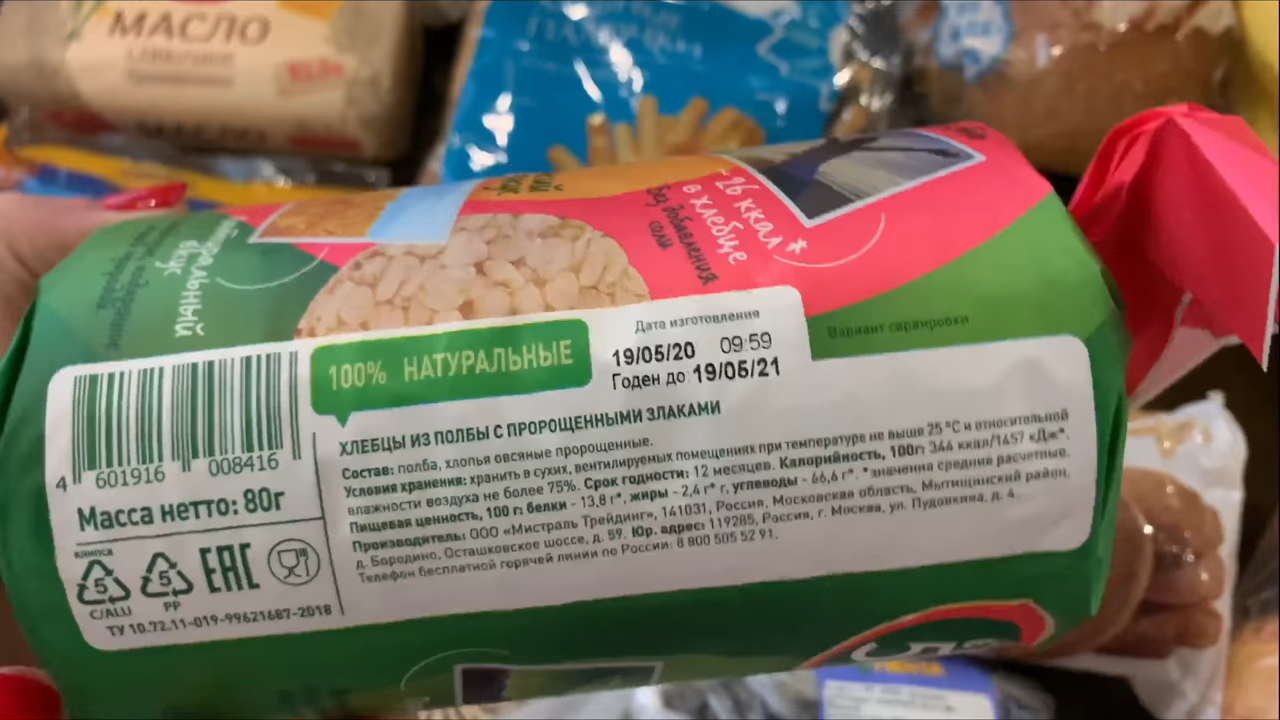 МАСЛО
МАСЛО
26 ккал*
в хлебце
Без добавления
соли
Натуральный
вкус
Вариант сервировки
100% НАТУРАЛЬНЫЕ
Дата изготовления
19/05/20 09:59
Годен до: 19/05/21
ХЛЕБЦЫ ИЗ ПОЛБЫ С ПРОРОЩЕННЫМИ ЗЛАКАМИ
Состав: полба, хлопья овсяные пророщенные.
Условия хранения: хранить в сухих, вентилируемых помещениях при температуре не выше 25 °С и относительной
влажности воздуха не более 75%. Срок годности: 12 месяцев. Калорийность, 100г: 344 ккал/1457 кДж*.
Пищевая ценность, 100 г: белки - 13,8 г*, жиры - 2,4 г* г, углеводы - 66,6 г*. *значения средние расчетные.
Производитель: ООО «Мистраль Трейдинг», 141031, Россия, Московская область, Мытищинский район,
д. Бородино, Осташковское шоссе, д. 59. Юр. адрес: 119285, Россия, г. Москва, ул. Пудовкина, д. 4.
Телефон бесплатной горячей линии по России: 8 800 505 52 91.
4 601916 008416
Масса нетто: 80г
клипса
5
C/ALU
5
PP
EAC
ТУ 10.72.11-019-99621687-2018